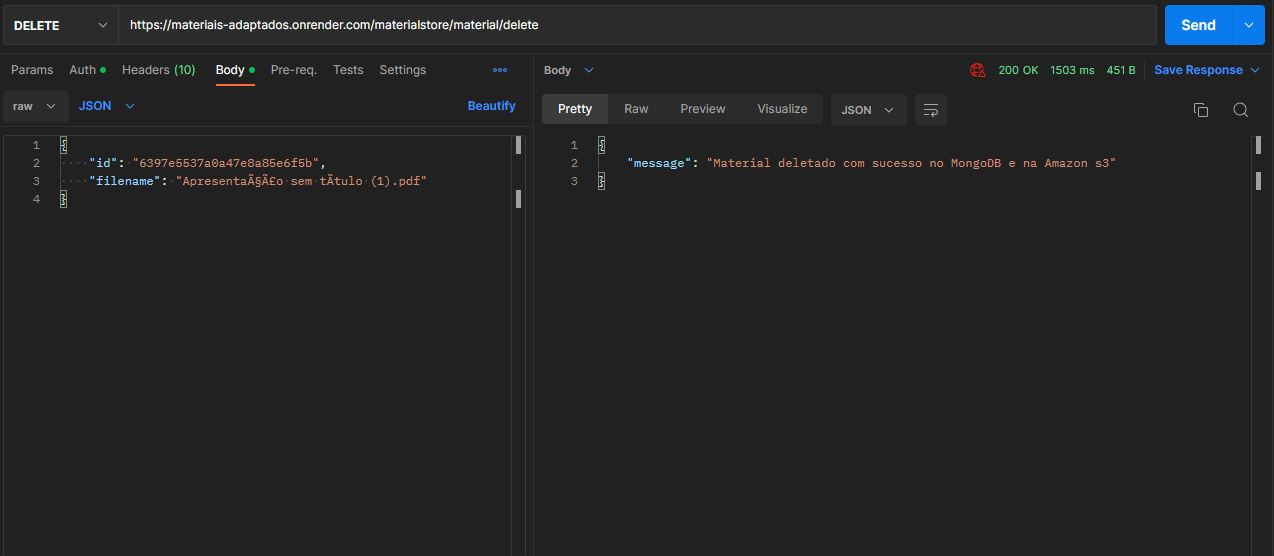 DELETE https://materiais-adaptados.onrender.com/materialstore/material/delete Send
Params Auth Headers (10) Body Pre-req. Tests Settings
raw JSON Beautify
1 {
2 "id": "6397e5537a0a47e8a85e6f5b",
3 "filename": "ApresentaÃ§Ã£o sem tÃtulo (1).pdf"
4 }
Body 200 OK 1503 ms 451 B Save Response
Pretty Raw Preview Visualize JSON
1 {
2 "message": "Material deletado com sucesso no MongoDB e na Amazon s3"
3 }